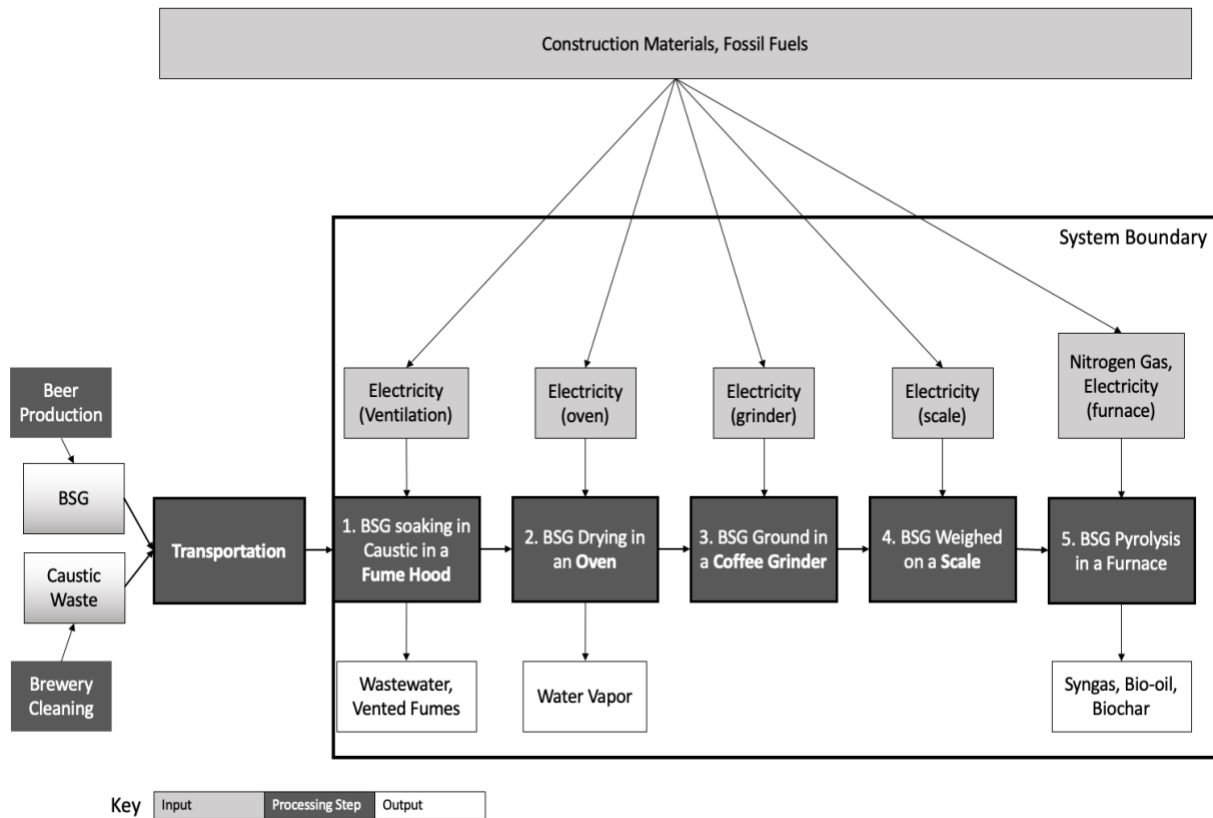 Construction Materials, Fossil Fuels
System Boundary
Electricity
(Ventilation)
Electricity
(oven)
Electricity
(grinder)
Electricity
(scale)
Nitrogen Gas,
Electricity
(furnace)
Beer
Production
BSG
Caustic
Waste
Brewery
Cleaning
Transportation
1. BSG soaking in
Caustic in a
Fume Hood
2. BSG Drying in
an Oven
3. BSG Ground in
a Coffee Grinder
4. BSG Weighed
on a Scale
5. BSG Pyrolysis
in a Furnace
Wastewater,
Vented Fumes
Water Vapor
Syngas, Bio-oil,
Biochar
Key
Input
Processing Step
Output